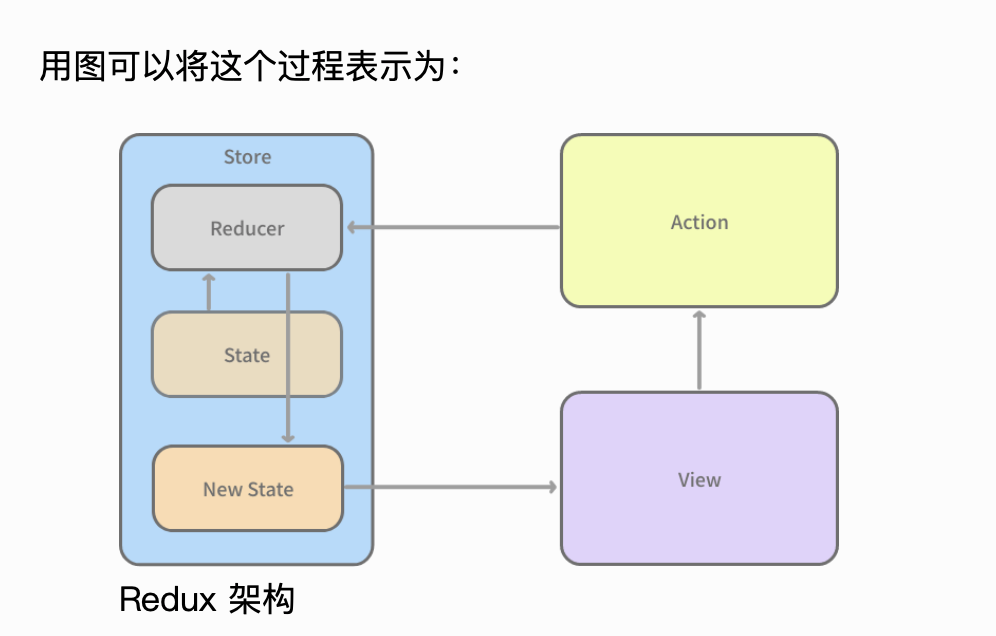 用图可以将这个过程表示为：
Store
Reducer
Action
State
View
New State
Redux 架构